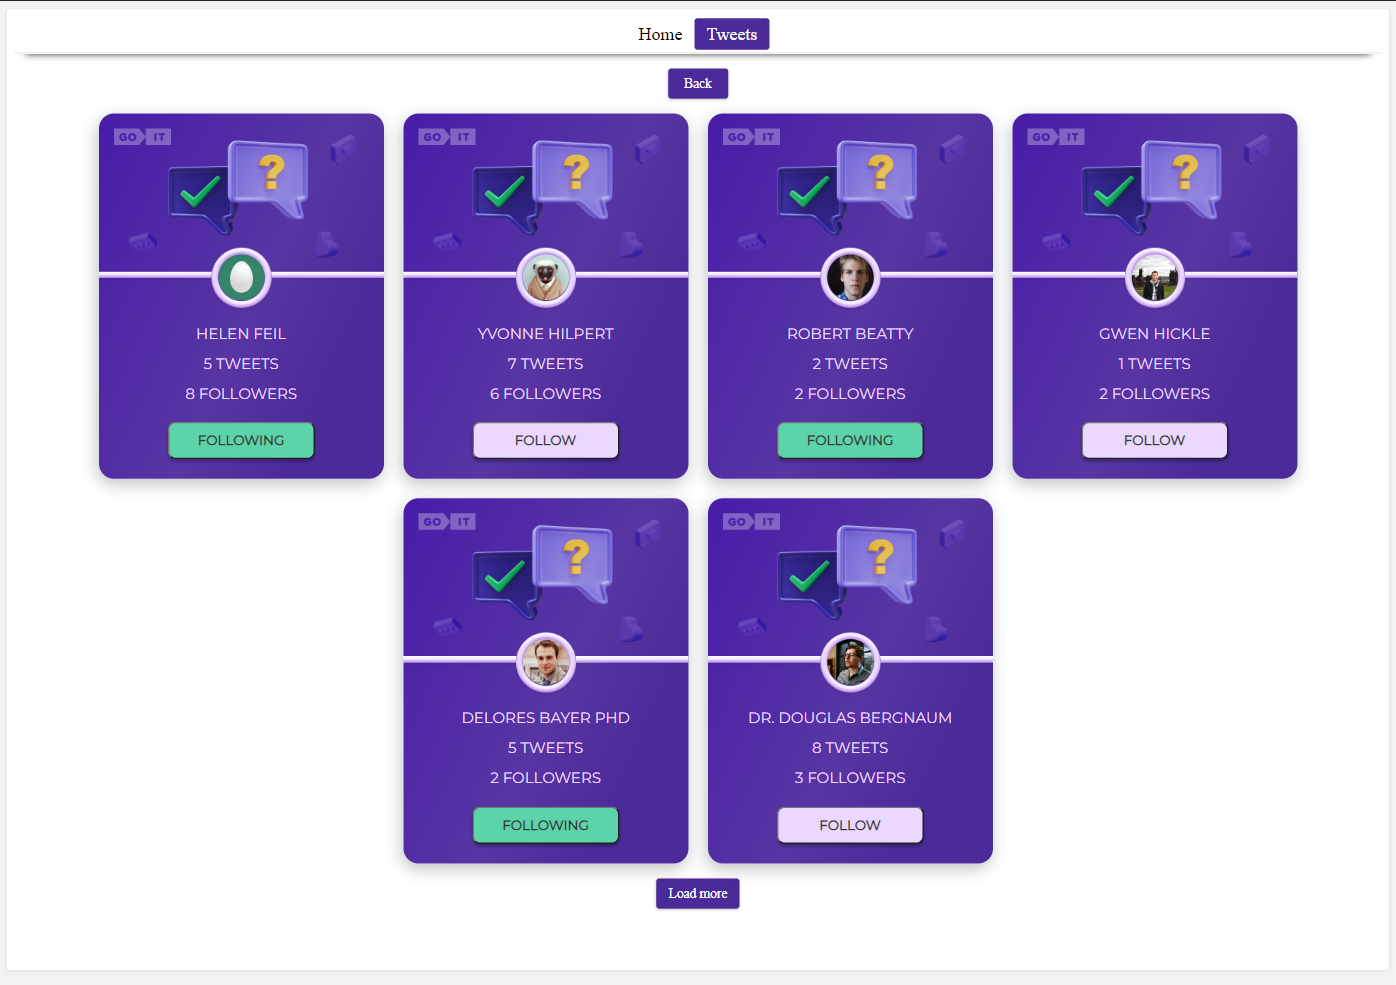 Home Tweets
Back
GO IT
GO IT
GO IT
GO IT
?
?
?
?
HELEN FEIL
5 TWEETS
8 FOLLOWERS
FOLLOWING
YVONNE HILPERT
7 TWEETS
6 FOLLOWERS
FOLLOW
ROBERT BEATTY
2 TWEETS
2 FOLLOWERS
FOLLOWING
GWEN HICKLE
1 TWEETS
2 FOLLOWERS
FOLLOW
GO IT
GO IT
?
?
DELORES BAYER PHD
5 TWEETS
2 FOLLOWERS
FOLLOWING
DR. DOUGLAS BERGNAUM
8 TWEETS
3 FOLLOWERS
FOLLOW
Load more